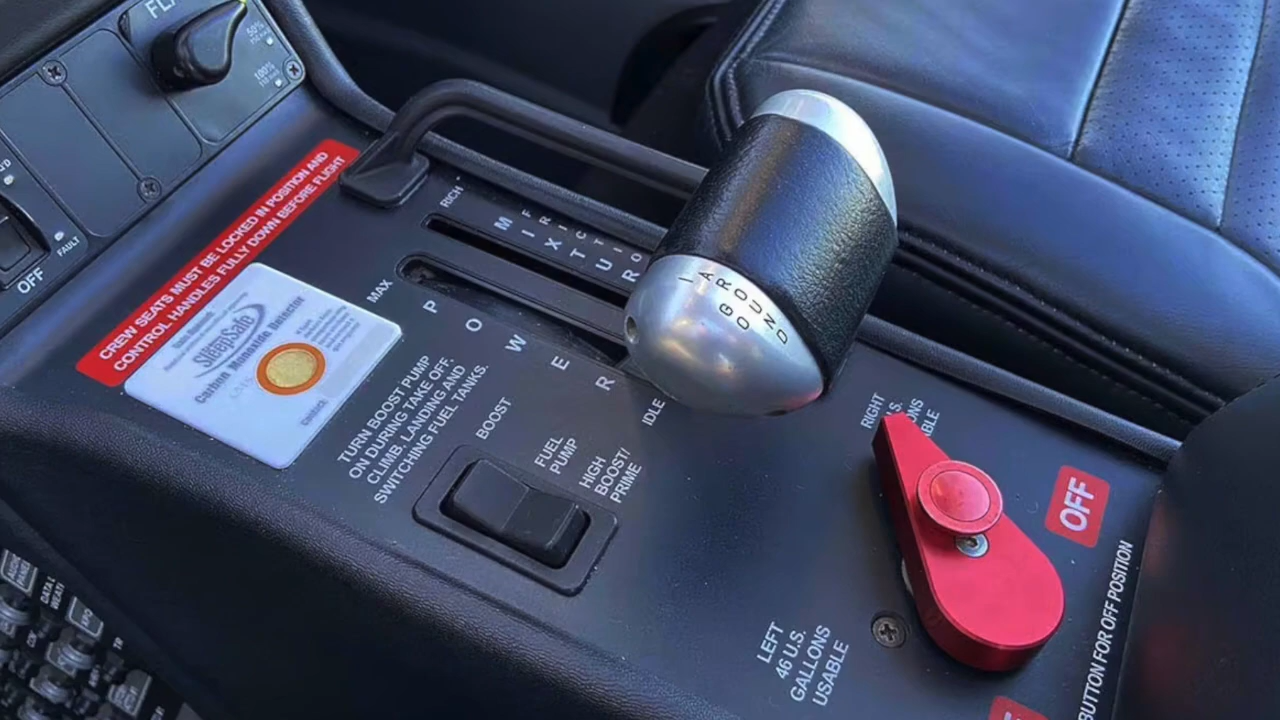 50%
100%
FAULT
OFF
CREW SEATS MUST BE LOCKED IN POSITION AND
CONTROL HANDLES FULLY DOWN BEFORE FLIGHT
SleepSafe
Carbon Monoxide Detector
RICH
FRICTIO
MIXTUR
MAX
POWER
IDLE
AROUND
GO
TURN BOOST PUMP
ON DURING TAKE OFF,
CLIMB, LANDING AND
SWITCHING FUEL TANKS.
BOOST
FUEL
PUMP
HIGH
BOOST/
PRIME
RIGHT
OFF
LEFT
46 U.S.
GALLONS
USABLE
BUTTON FOR OFF POSITION